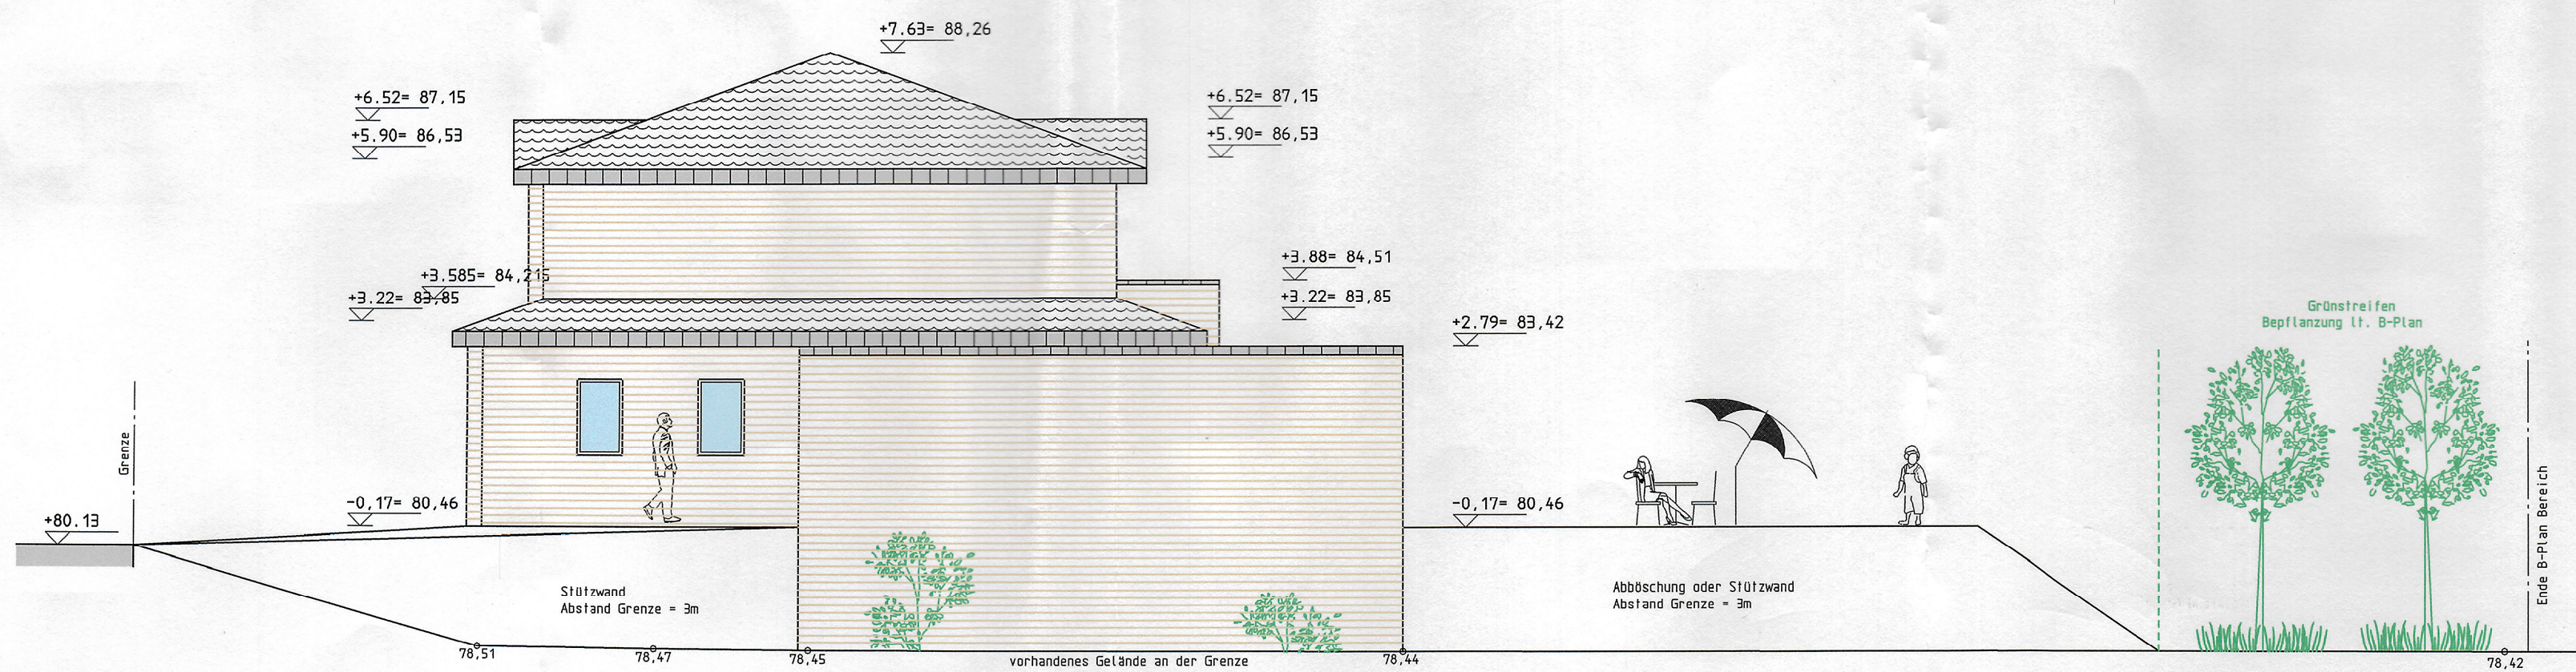 +7.63= 88,26
+6.52= 87,15
+5.90= 86,53
+6.52= 87,15
+5.90= 86,53
+3.585= 84,215
+3.22= 83,85
+3.88= 84,51
+3.22= 83,85
+2.79= 83,42
Grünstreifen
Bepflanzung lt. B-Plan
Grenze
+80.13
-0,17= 80,46
-0,17= 80,46
Stützwand
Abstand Grenze = 3m
Abböschung oder Stützwand
Abstand Grenze = 3m
Ende B-Plan Bereich
78,51
78,47
78,45
vorhandenes Gelände an der Grenze
78,44
78,42